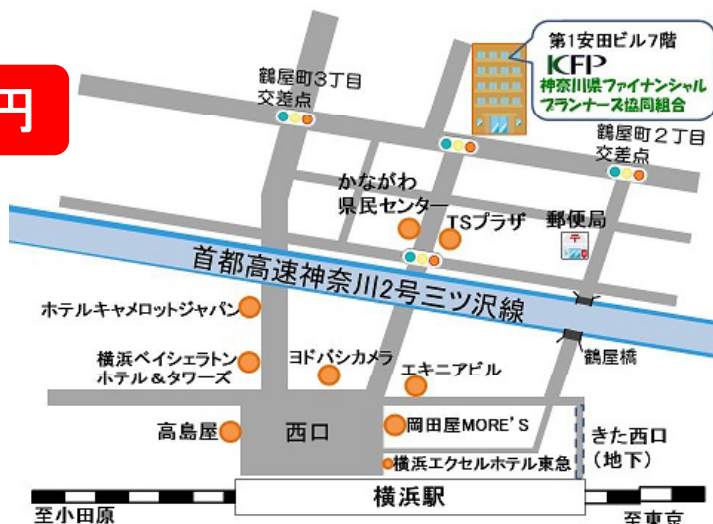 円
第1安田ビル7階
KFP
神奈川県ファイナンシャル
プランナーズ協同組合
鶴屋町3丁目
交差点
鶴屋町2丁目
交差点
かながわ
県民センター
TSプラザ
郵便局
首都高速神奈川2号三ツ沢線
ホテルキャメロットジャパン
鶴屋橋
横浜ベイシェラトン
ホテル&タワーズ
ヨドバシカメラ
エキニアビル
高島屋
西口
岡田屋MORE'S
きた西口
(地下)
横浜エクセルホテル東急
横浜駅
至小田原
至東京